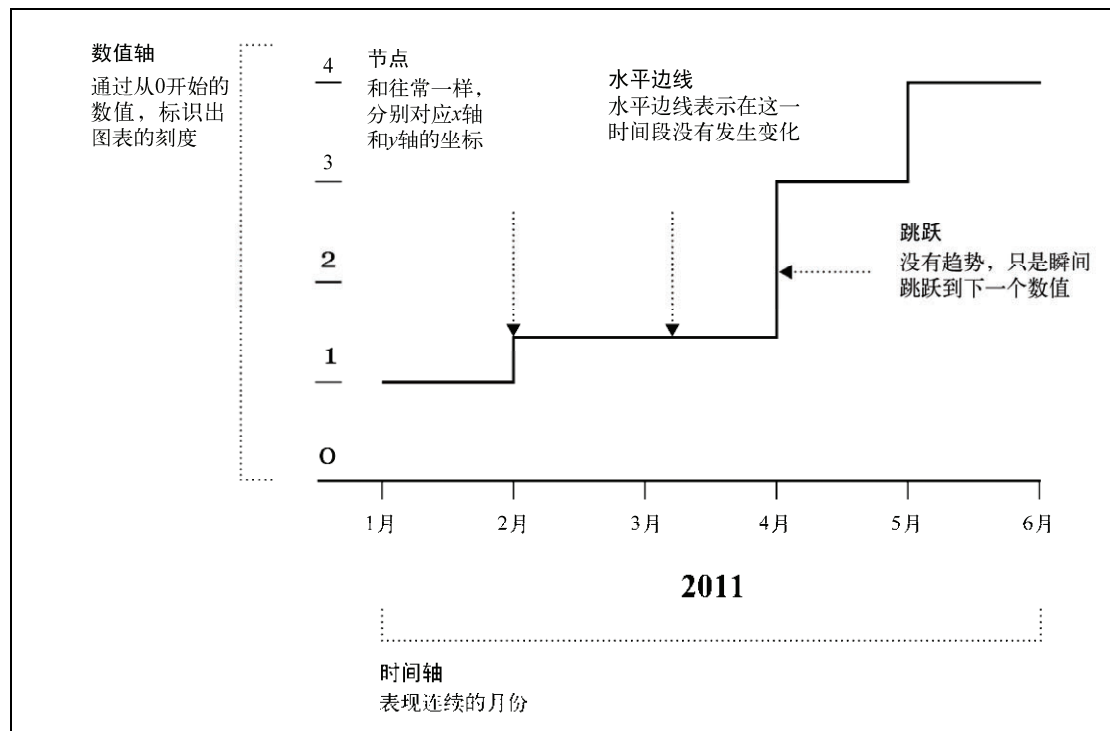 数值轴
通过从0开始的
数值，标识出
图表的刻度
4
3
2
1
0
节点
和往常一样，
分别对应x轴
和y轴的坐标
水平边线
水平边线表示在这一
时间段没有发生变化
跳跃
没有趋势，只是瞬间
跳跃到下一个数值
1月 2月 3月 4月 5月 6月
2011
时间轴
表现连续的月份